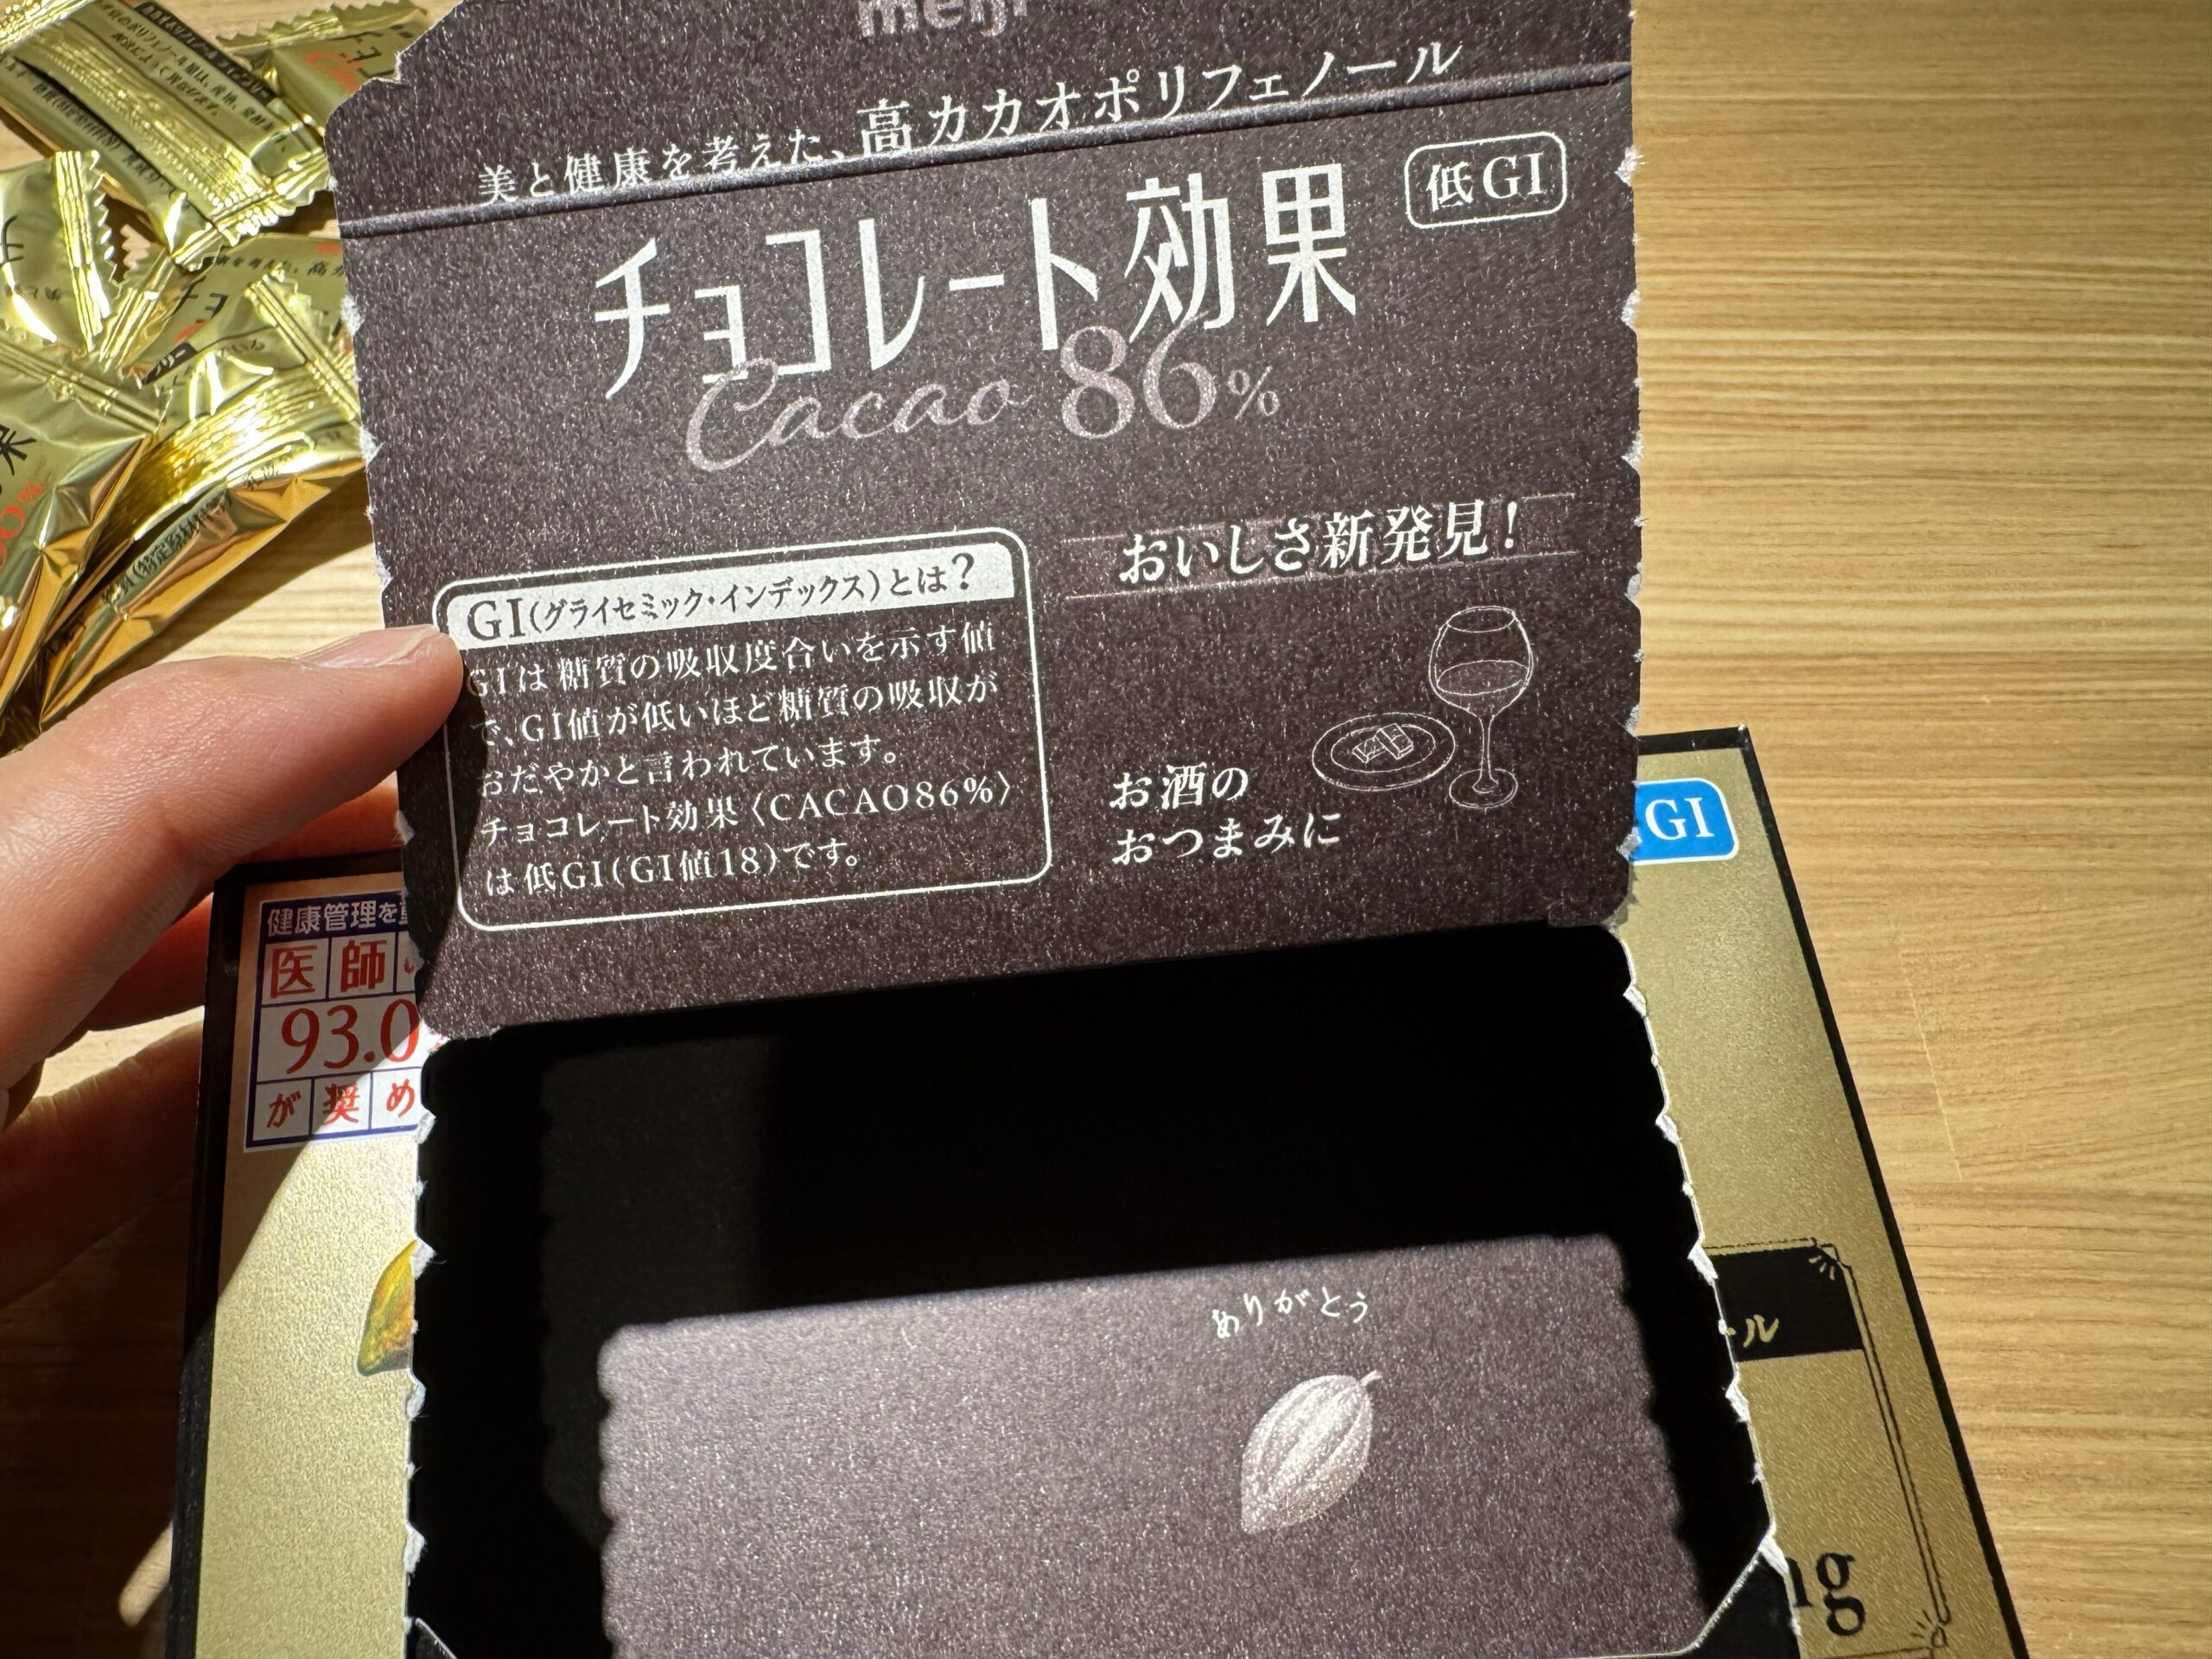 meiji
美と健康を考えた、高カカオポリフェノール
チョコレート効果
低GI
Cacao 86%
GI(グライセミック・インデックス)とは?
GIは糖質の吸収度合いを示す値
で、GI値が低いほど糖質の吸収が
おだやかと言われています。
チョコレート効果〈CACAO86%〉
は低GI(GI値18)です。
おいしさ新発見!
お酒の
おつまみに
GI
健康管理を
医師
93.0
が奨め
ありがとう
ール